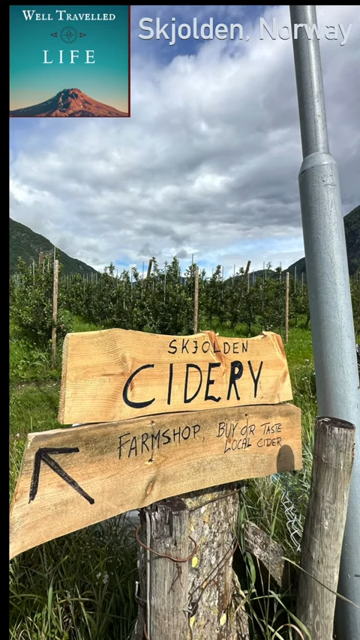 WELL TRAVELLED
LIFE
Skjolden, Norway
SKJOLDEN
CIDERY
FARMSHOP, BUY OR TASTE
LOCAL CIDER